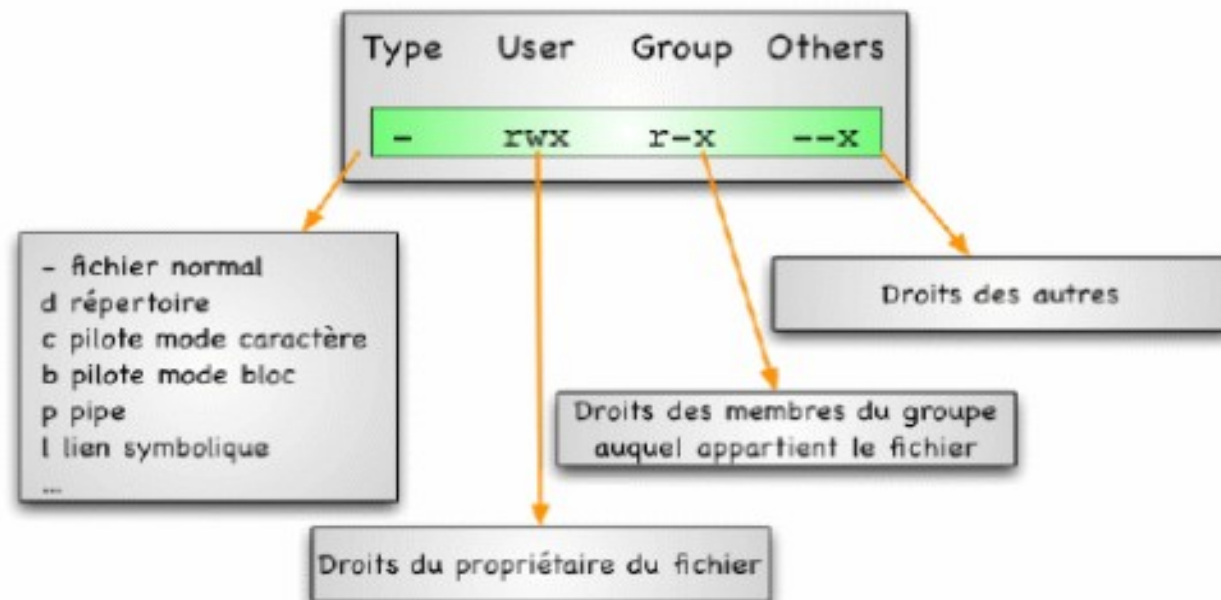 Type User Group Others
- rwx r-x --x
- fichier normal
d répertoire
c pilote mode caractère
b pilote mode bloc
p pipe
l lien symbolique
...
Droits des autres
Droits des membres du groupe
auquel appartient le fichier
Droits du propriétaire du fichier